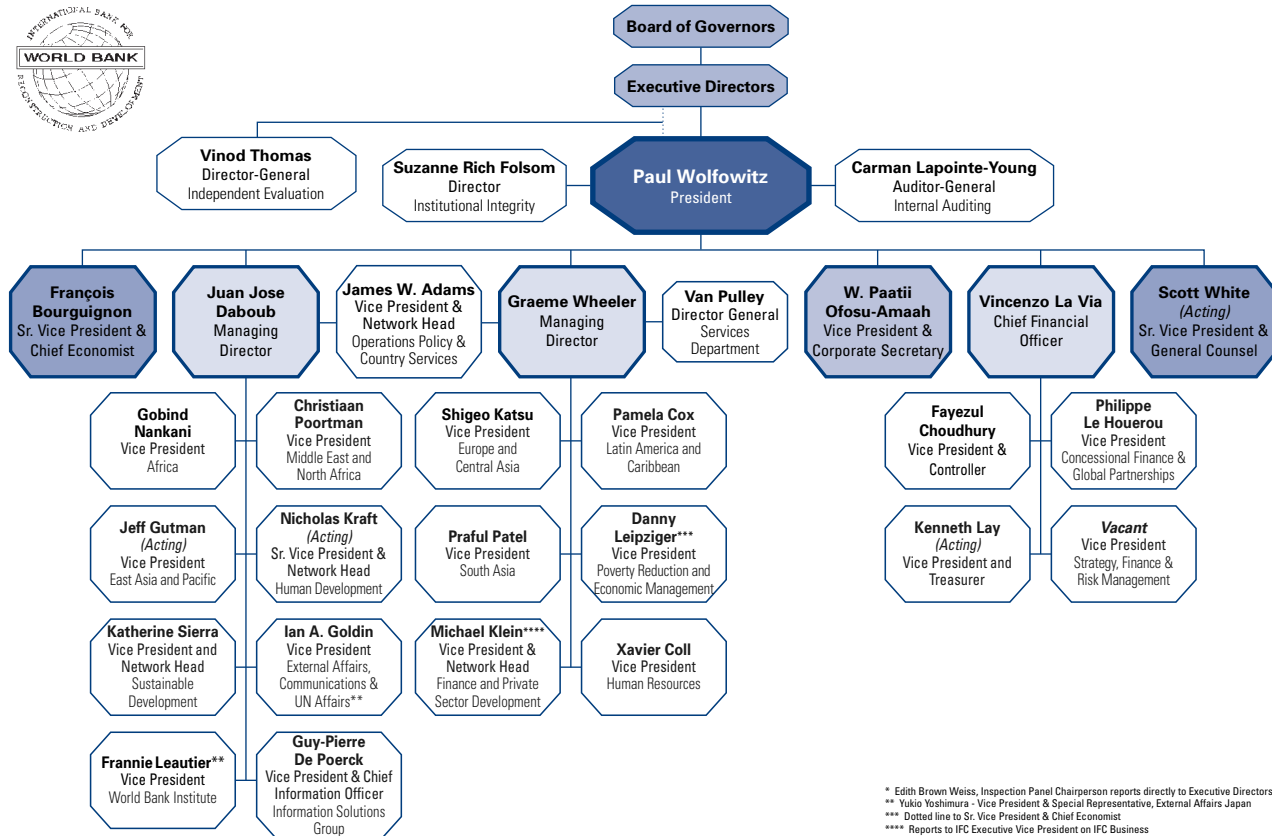 INTERNATIONAL BANK FOR
WORLD BANK
RECONSTRUCTION AND DEVELOPMENT
Board of Governors
Executive Directors
Vinod Thomas
Director-General
Independent Evaluation
Suzanne Rich Folsom
Director
Institutional Integrity
Paul Wolfowitz
President
Carman Lapointe-Young
Auditor-General
Internal Auditing
François
Bourguignon
Sr. Vice President &
Chief Economist
Juan Jose
Daboub
Managing
Director
James W. Adams
Vice President &
Network Head
Operations Policy &
Country Services
Graeme Wheeler
Managing
Director
Van Pulley
Director General
Services
Department
W. Paatii
Ofosu-Amaah
Vice President &
Corporate Secretary
Vincenzo La Via
Chief Financial
Officer
Scott White
(Acting)
Sr. Vice President &
General Counsel
Gobind
Nankani
Vice President
Africa
Christiaan
Poortman
Vice President
Middle East and
North Africa
Shigeo Katsu
Vice President
Europe and
Central Asia
Pamela Cox
Vice President
Latin America and
Caribbean
Fayezul
Choudhury
Vice President &
Controller
Philippe
Le Houerou
Vice President
Concessional Finance &
Global Partnerships
Jeff Gutman
(Acting)
Vice President
East Asia and Pacific
Nicholas Kraft
(Acting)
Sr. Vice President &
Network Head
Human Development
Praful Patel
Vice President
South Asia
Danny
Leipziger***
Vice President
Poverty Reduction and
Economic Management
Kenneth Lay
(Acting)
Vice President and
Treasurer
Vacant
Vice President
Strategy, Finance &
Risk Management
Katherine Sierra
Vice President and
Network Head
Sustainable
Development
Ian A. Goldin
Vice President
External Affairs,
Communications &
UN Affairs**
Michael Klein****
Vice President &
Network Head
Finance and Private
Sector Development
Xavier Coll
Vice President
Human Resources
Frannie Leautier**
Vice President
World Bank Institute
Guy-Pierre
De Poerck
Vice President & Chief
Information Officer
Information Solutions
Group
* Edith Brown Weiss, Inspection Panel Chairperson reports directly to Executive Directors
** Yukio Yoshimura - Vice President & Special Representative, External Affairs Japan
*** Dotted line to Sr. Vice President & Chief Economist
**** Reports to IFC Executive Vice President on IFC Business